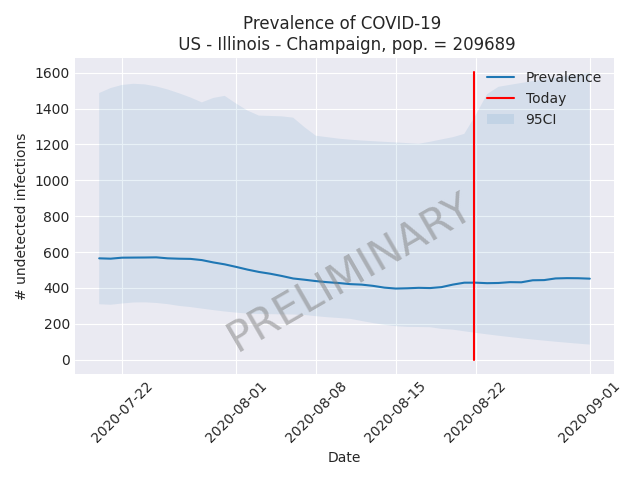 Prevalence of COVID-19
US - Illinois - Champaign, pop. = 209689
1600
1400
1200
1000
800
600
400
200
0
# undetected infections
Prevalence
Today
95CI
PRELIMINARY
2020-07-22
2020-08-01
2020-08-08
2020-08-15
2020-08-22
2020-09-01
Date